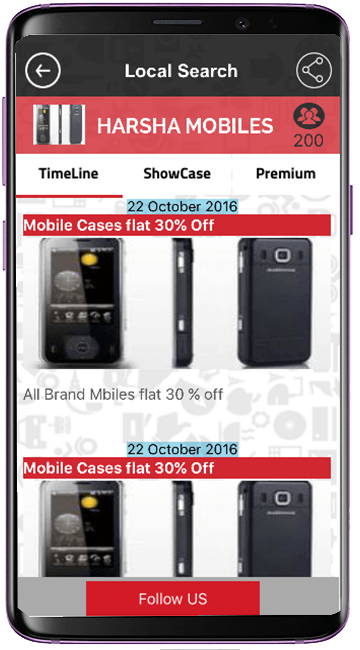 Local Search
HARSHA MOBILES
200
TimeLine ShowCase Premium
22 October 2016
Mobile Cases flat 30% Off
All Brand Mbiles flat 30 % off
22 October 2016
Mobile Cases flat 30% Off
Follow US